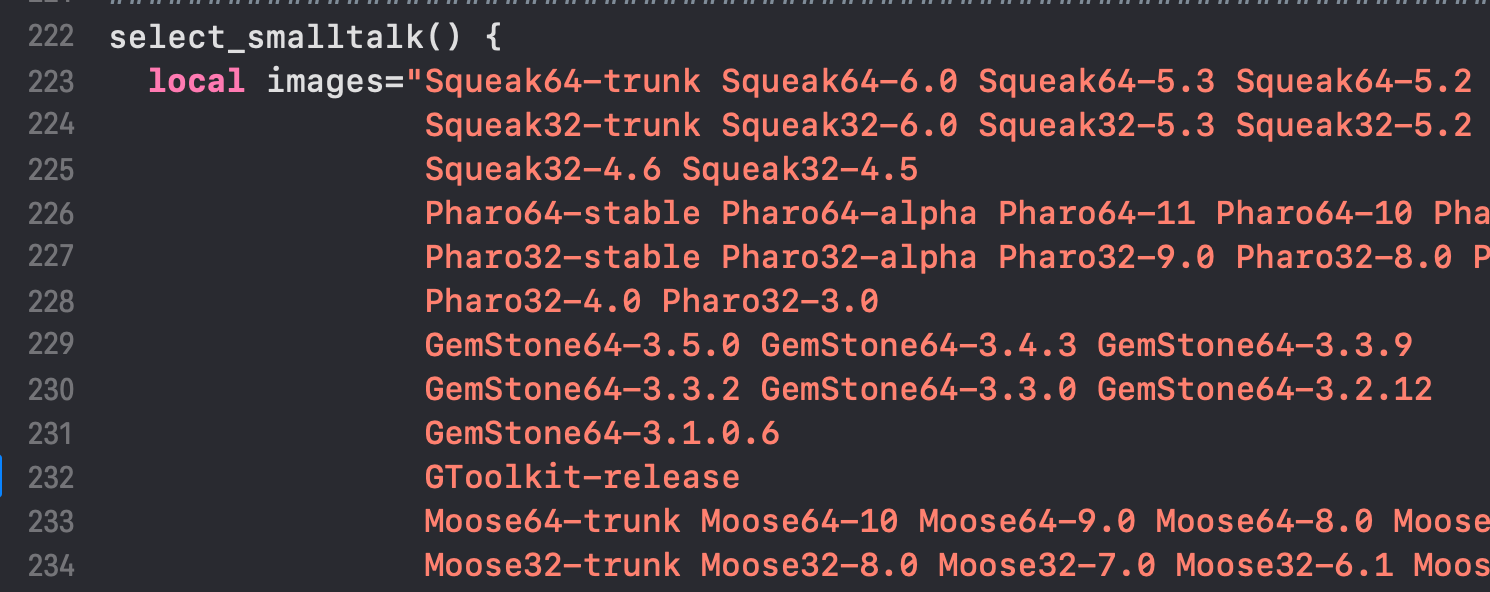 222 select_smalltalk() {
223 local images="Squeak64-trunk Squeak64-6.0 Squeak64-5.3 Squeak64-5.2
224 Squeak32-trunk Squeak32-6.0 Squeak32-5.3 Squeak32-5.2
225 Squeak32-4.6 Squeak32-4.5
226 Pharo64-stable Pharo64-alpha Pharo64-11 Pharo64-10 Pha
227 Pharo32-stable Pharo32-alpha Pharo32-9.0 Pharo32-8.0 P
228 Pharo32-4.0 Pharo32-3.0
229 GemStone64-3.5.0 GemStone64-3.4.3 GemStone64-3.3.9
230 GemStone64-3.3.2 GemStone64-3.3.0 GemStone64-3.2.12
231 GemStone64-3.1.0.6
232 GToolkit-release
233 Moose64-trunk Moose64-10 Moose64-9.0 Moose64-8.0 Moose
234 Moose32-trunk Moose32-8.0 Moose32-7.0 Moose32-6.1 Moos